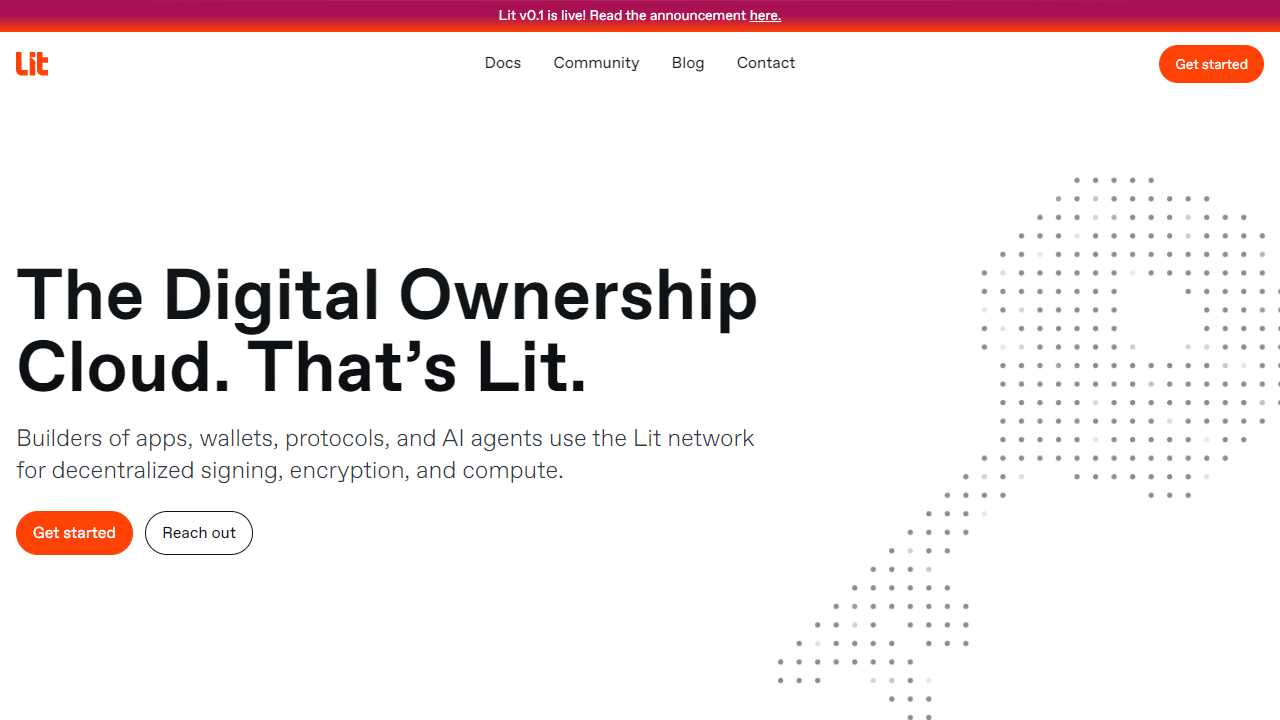 Lit v0.1 is live! Read the announcement here.
Lit
Docs
Community
Blog
Contact
Get started
The Digital Ownership
Cloud. That’s Lit.
Builders of apps, wallets, protocols, and AI agents use the Lit network
for decentralized signing, encryption, and compute.
Get started
Reach out